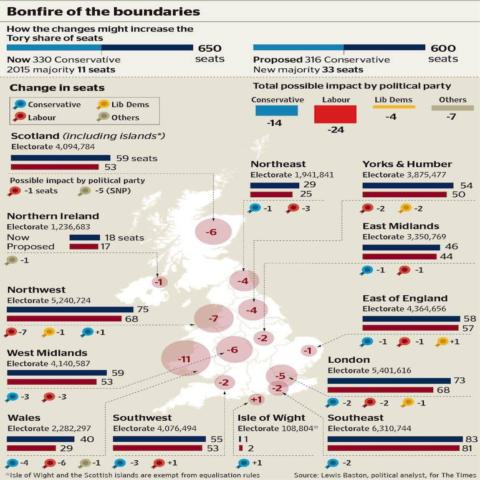 Bonfire of the boundaries
How the changes might increase the
Tory share of seats
650
seats
Now 330 Conservative
2015 majority 11 seats
600
seats
Proposed 316 Conservative
New majority 33 seats
Change in seats
Conservative
Lib Dems
Labour
Others
Total possible impact by political party
Conservative
Labour
Lib Dems
Others
-14
-24
-4
-7
Scotland (including islands*)
Electorate 4,094,784
59 seats
53
Possible impact by political party
-1 seats
-5 (SNP)
Northeast
Electorate 1,941,841
29
25
-1
-3
Yorks & Humber
Electorate 3,875,477
54
50
-2
-2
Northern Ireland
Electorate 1,236,683
Now
18 seats
Proposed
17
-1
East Midlands
Electorate 3,350,769
46
44
-1
-1
Northwest
Electorate 5,240,724
75
68
-7
-1
+1
East of England
Electorate 4,364,656
58
57
-1
-1
+1
West Midlands
Electorate 4,140,587
59
53
-3
-3
London
Electorate 5,401,616
73
68
-2
-2
-1
Wales
Electorate 2,282,297
40
29
-4
-6
-1
Southwest
Electorate 4,076,494
55
53
-3
+1
Isle of Wight
Electorate 108,804*
1
2
+1
Southeast
Electorate 6,310,744
83
81
-2
-6
-1
-4
-7
-4
-2
-11
-6
-1
-2
-5
-2
+1
*Isle of Wight and the Scottish islands are exempt from equalisation rules
Source: Lewis Baston, political analyst, for The Times